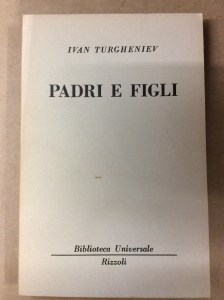 IVAN TURGHENIEV
PADRI E FIGLI
Biblioteca Universale
Rizzoli